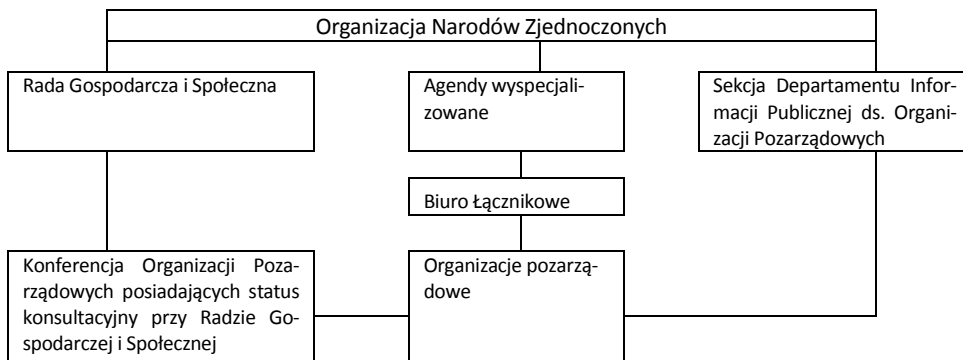 Organizacja Narodów Zjednoczonych
Rada Gospodarcza i Społeczna
Agendy wyspecjali-
zowane
Sekcja Departamentu Infor-
macji Publicznej ds. Organi-
zacji Pozarządowych
Biuro Łącznikowe
Konferencja Organizacji Poza-
rządowych posiadających status
konsultacyjny przy Radzie Go-
spodarczej i Społecznej
Organizacje pozarzą-
dowe